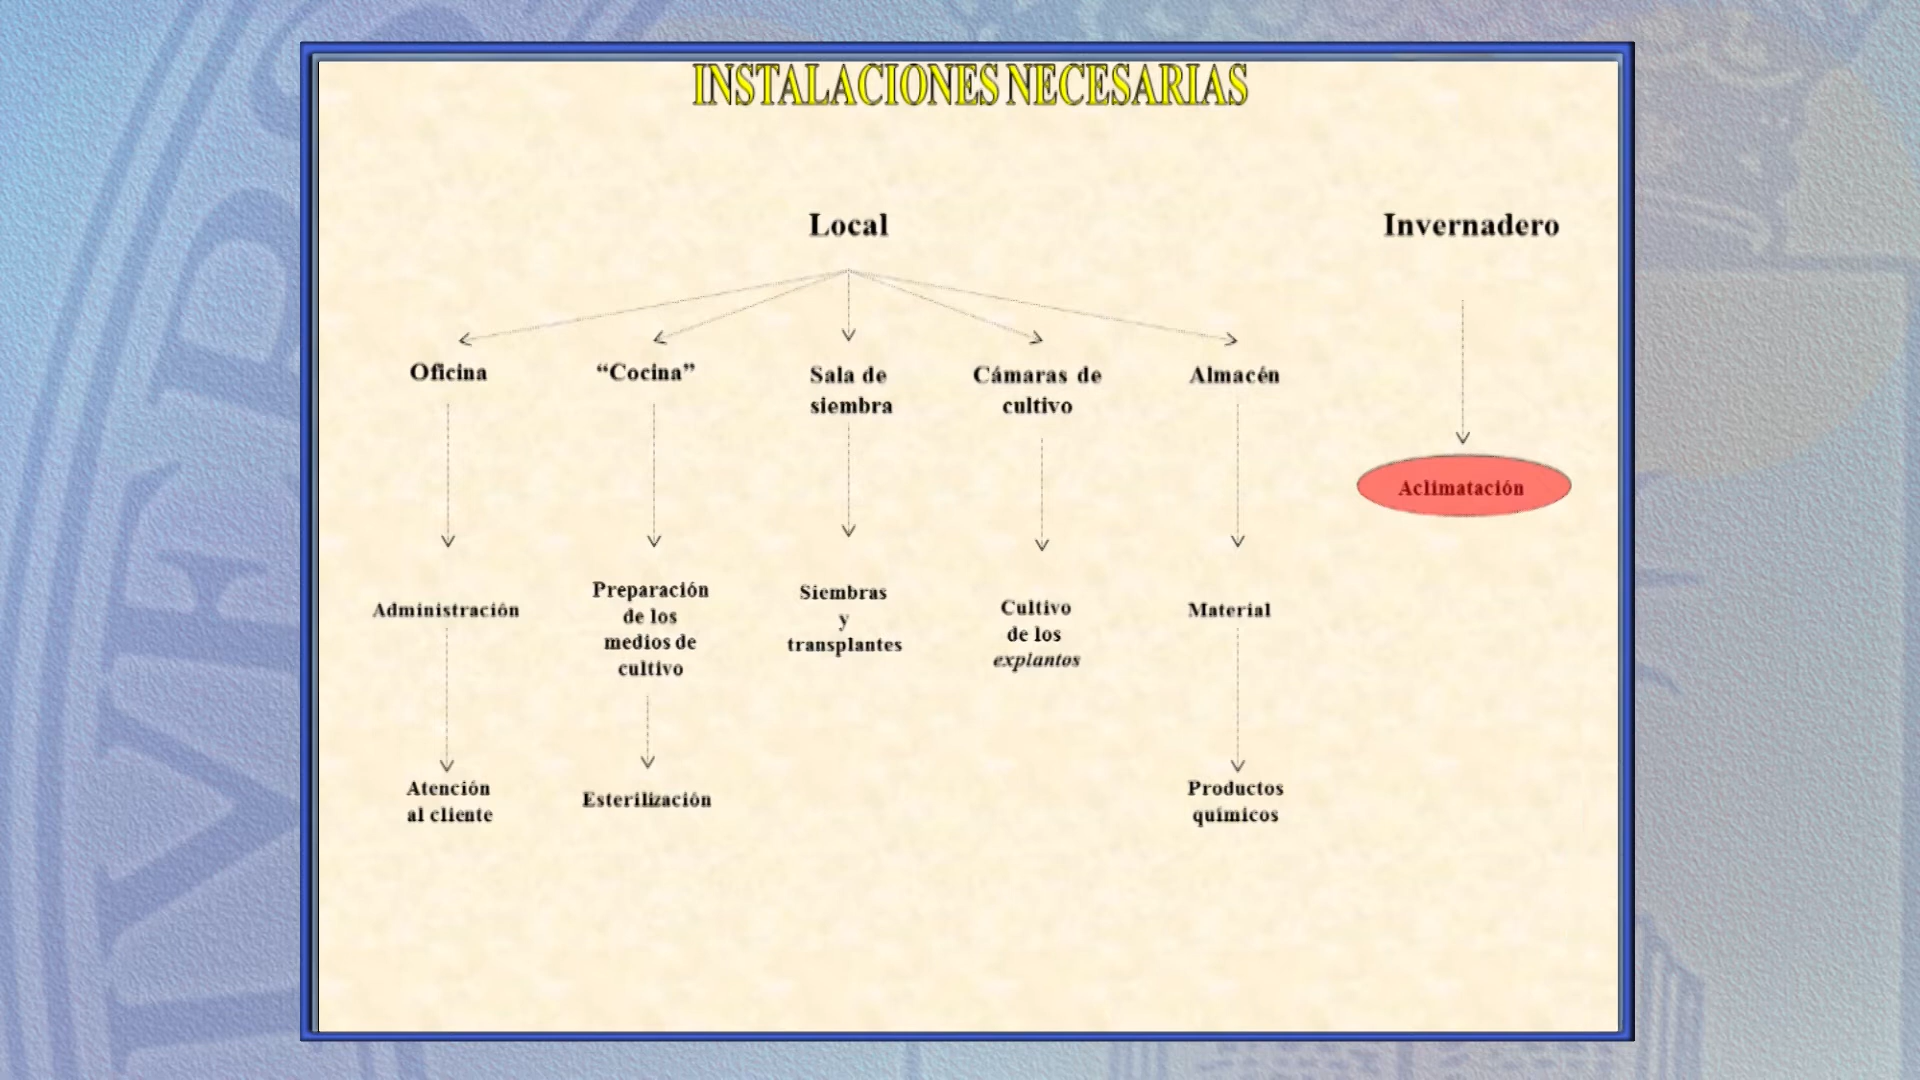 INSTALACIONES NECESARIAS
Local
Invernadero
Oficina
“Cocina”
Sala de
siembra
Cámaras de
cultivo
Almacén
Aclimatación
Administración
Preparación
de los
medios de
cultivo
Siembras
y
transplantes
Cultivo
de los
explantos
Material
Atención
al cliente
Esterilización
Productos
químicos